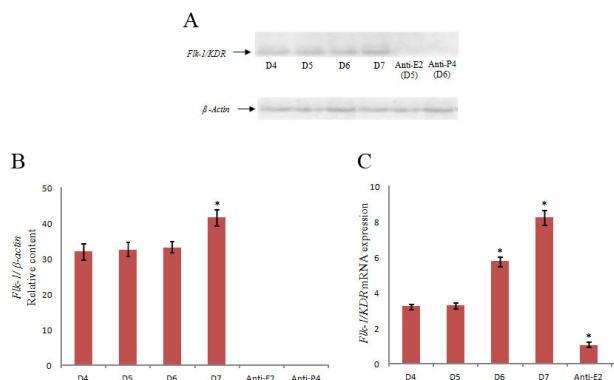 A
Flk-1/KDR
D4 D5 D6 D7 Anti-E2 Anti-P4
(D5) (D6)
β-Actin
B
50
40
30
20
10
0
Flk-1/ β-actin
Relative content
*
D4 D5 D6 D7 Anti-E2 Anti-P4
C
10
8
6
4
2
0
Flk-1/KDR mRNA expression
*
*
*
D4 D5 D6 D7 Anti-E2